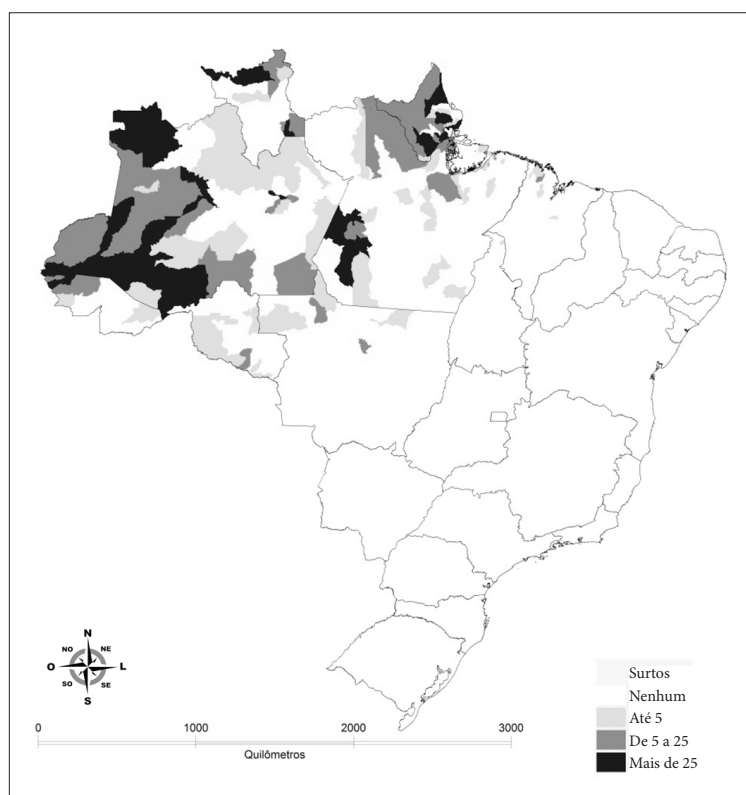 N
NO NE
O L
SO SE
S
0 1000 2000 3000
Quilômetros
Surtos
Nenhum
Até 5
De 5 a 25
Mais de 25